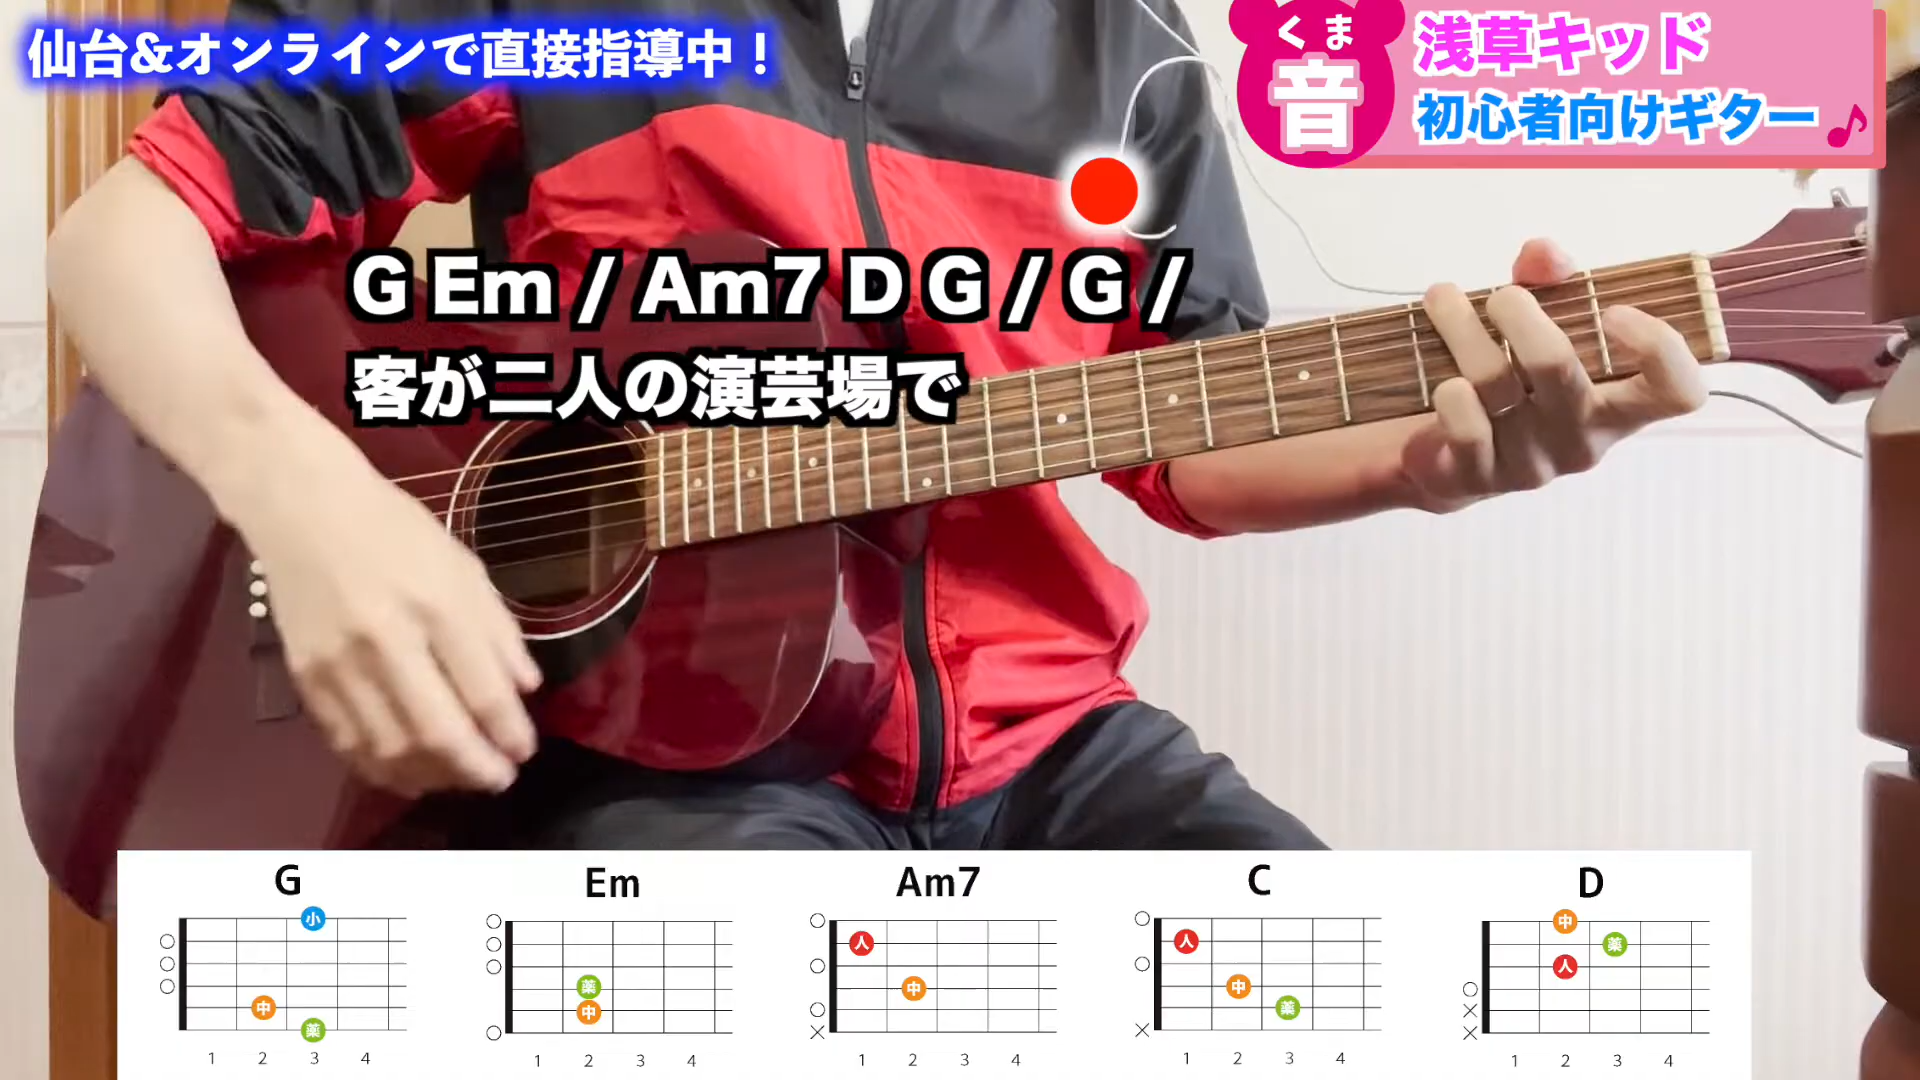 仙台&オンラインで直接指導中！
くま
音
浅草キッド
初心者向けギター♪
G Em / Am7 D G / G /
客が二人の演芸場で
G
小
中
薬
1 2 3 4
Em
薬
中
1 2 3 4
Am7
人
中
×
1 2 3 4
C
人
中
薬
×
1 2 3 4
D
中
薬
人
×
×
1 2 3 4